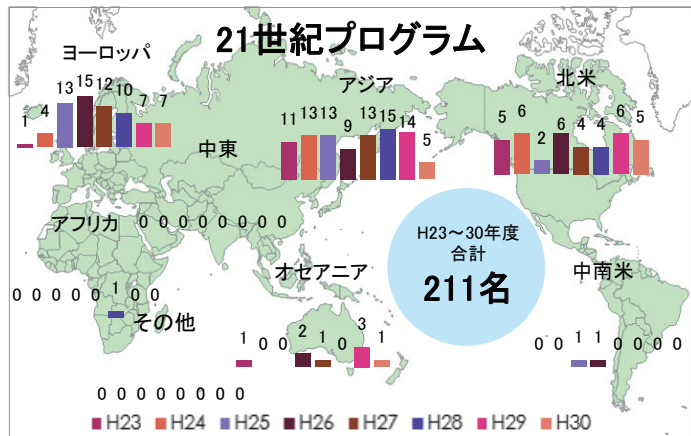 21世紀プログラム
ヨーロッパ
1 4 13 15 12 10 7 7
アジア
11 13 13 9 13 15 14 5
北米
5 6 2 6 4 4 6 5
中東
0 0 0 0 0 0 0 0
アフリカ
0 0 0 0 0 1 0 0
オセアニア
1 0 0 2 1 0 3 1
H23～30年度
合計
211名
中南米
0 0 1 1 0 0 0 0
その他
0 0 0 0 0 0 0 0
H23 H24 H25 H26 H27 H28 H29 H30